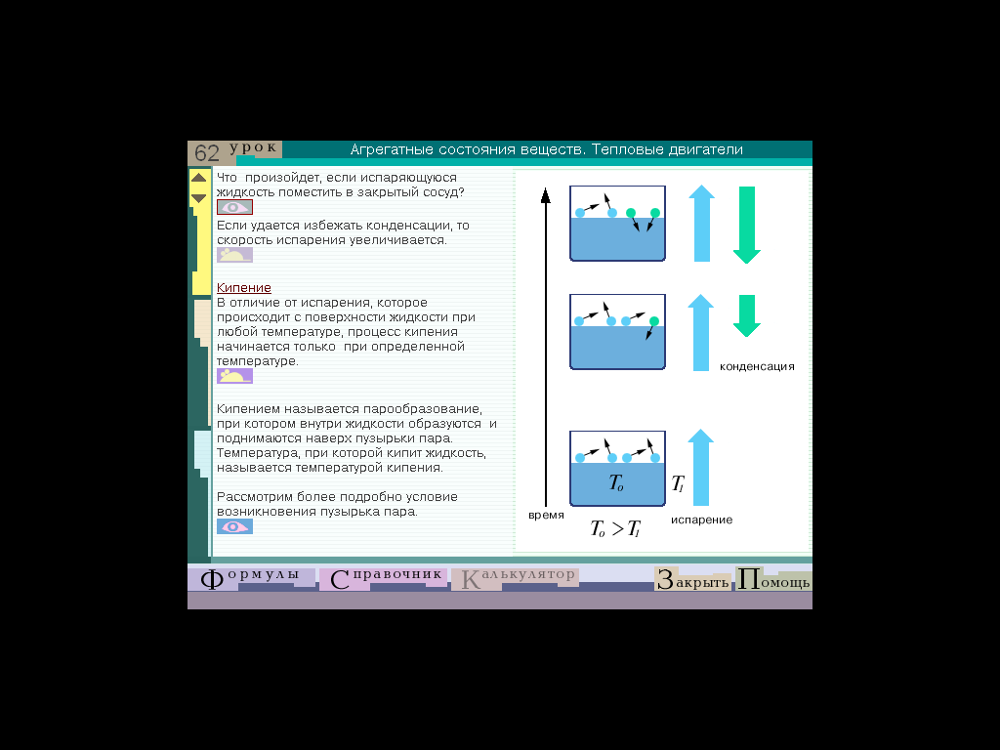 62 урок
Агрегатные состояния веществ. Тепловые двигатели
Что произойдет, если испаряющуюся
жидкость поместить в закрытый сосуд?
Если удается избежать конденсации, то
скорость испарения увеличивается.
Кипение
В отличие от испарения, которое
происходит с поверхности жидкости при
любой температуре, процесс кипения
начинается только при определенной
температуре.
Кипением называется парообразование,
при котором внутри жидкости образуются и
поднимаются наверх пузырьки пара.
Температура, при которой кипит жидкость,
называется температурой кипения.
Рассмотрим более подробно условие
возникновения пузырька пара.
конденсация
T₀ T₁
время
испарение
T₀ > T₁
Формулы Справочник Калькулятор Закрыть Помощь